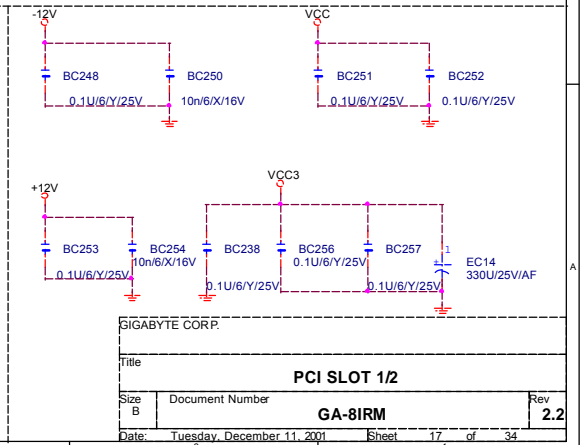 -12V VCC
BC248 BC250 BC251 BC252
0.1U/6/Y/25V 10n/6/X/16V 0.1U/6/Y/25V 0.1U/6/Y/25V
+12V VCC3
BC253 BC254 BC238 BC256 BC257 1
0.1U/6/Y/25V 10n/6/X/16V 0.1U/6/Y/25V 0.1U/6/Y/25V 0.1U/6/Y/25V
+ EC14
330U/25V/AF
A
GIGABYTE CORP.
Title
PCI SLOT 1/2
Size Document Number Rev
B GA-8IRM 2.2
Date: Tuesday, December 11, 2001 Sheet 17 of 34